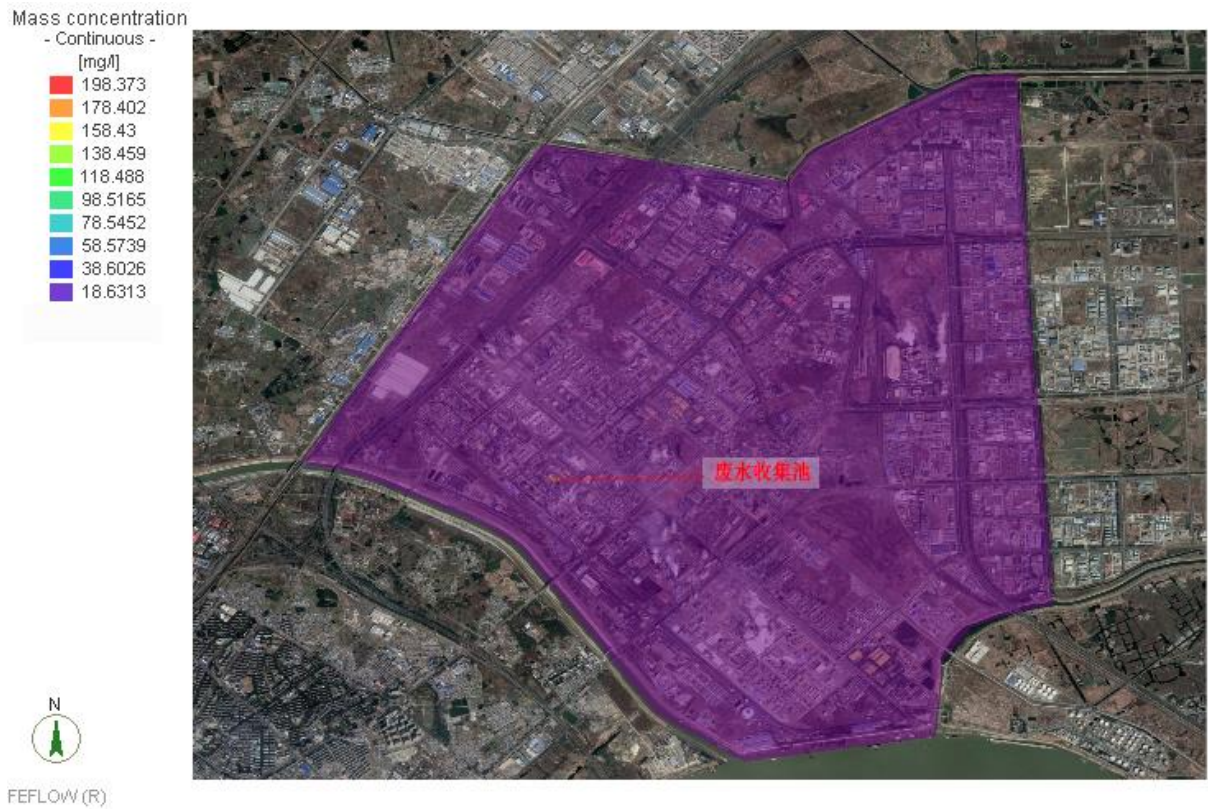 Mass concentration
- Continuous -
[mg/l]
198.373
178.402
158.43
138.459
118.488
98.5165
78.5452
58.5739
38.6026
18.6313
废水收集池
N
FEFLOW (R)